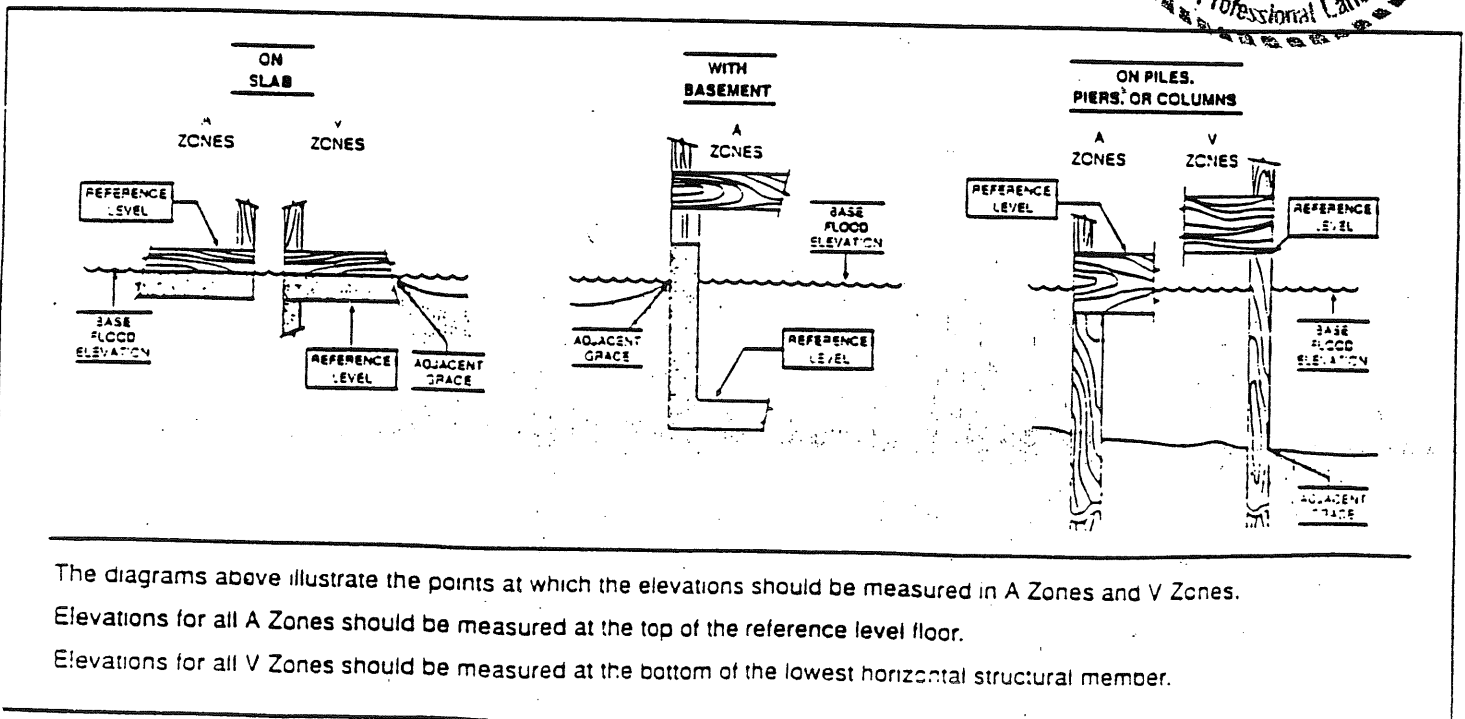 Professional
ON
SLAB
A
ZONES
V
ZONES
REFERENCE
LEVEL
BASE
FLOOD
ELEVATION
REFERENCE
LEVEL
ADJACENT
GRACE
WITH
BASEMENT
A
ZONES
BASE
FLOOD
ELEVATION
ADJACENT
GRACE
REFERENCE
LEVEL
ON PILES,
PIERS, OR COLUMNS
A
ZONES
V
ZONES
REFERENCE
LEVEL
REFERENCE
LEVEL
BASE
FLOOD
ELEVATION
ADJACENT
GRACE
The diagrams above illustrate the points at which the elevations should be measured in A Zones and V Zones.
Elevations for all A Zones should be measured at the top of the reference level floor.
Elevations for all V Zones should be measured at the bottom of the lowest horizontal structural member.